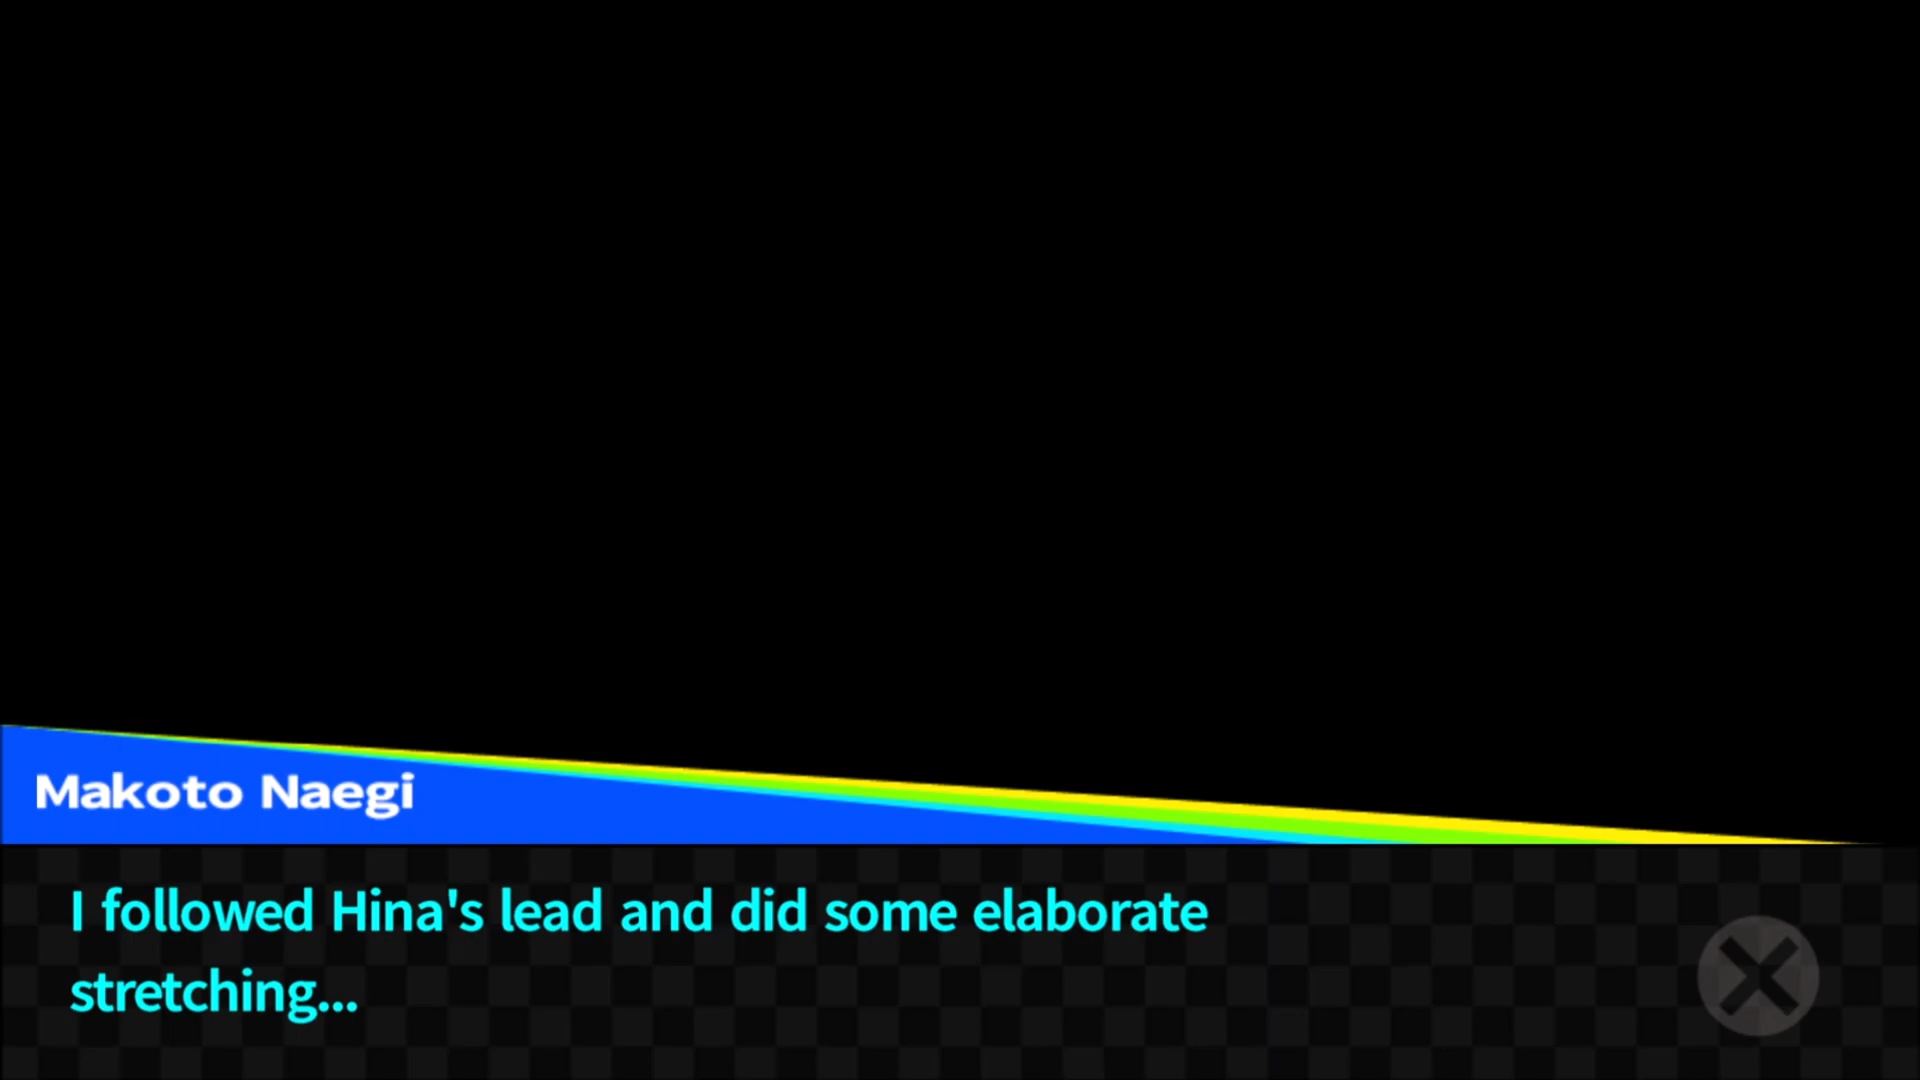 Makoto Naegi
I followed Hina's lead and did some elaborate
stretching...